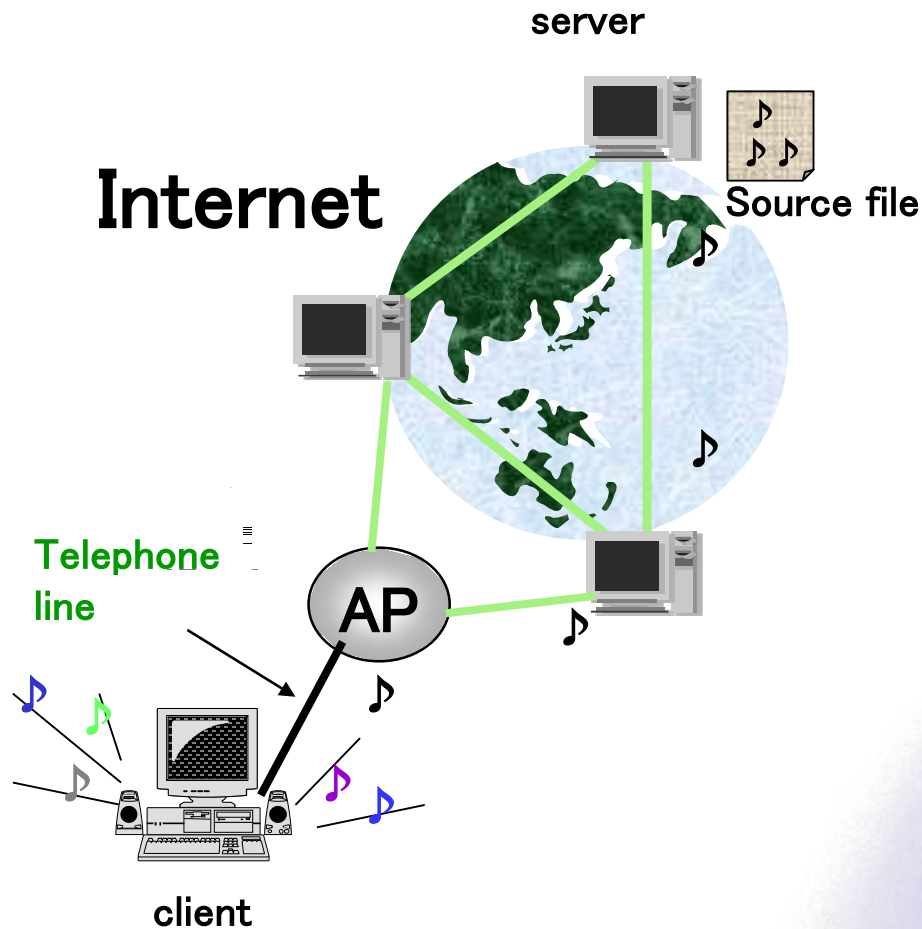 server
Internet
Source file
Telephone
line
AP
client